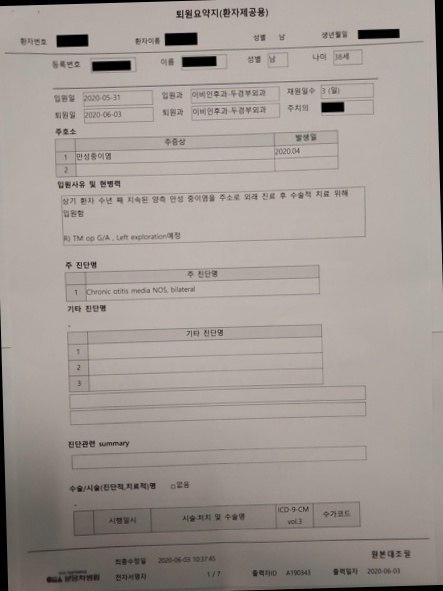 퇴원요약지(환자제공용)
환자번호 환자이름 성별 남 생년월일
등록번호 이름 성별 남 나이 38세
입원일 2020-05-31 입원과 이비인후과-두경부외과 재원일수 3 (일)
퇴원일 2020-06-03 퇴원과 이비인후과-두경부외과 주치의
주호소
주증상 발생일
1 만성중이염 2020.04
2
입원사유 및 현병력
상기 환자 수년 째 지속된 양측 만성 중이염을 주소로 외래 진료 후 수술적 치료 위해
입원함
R) TM op G/A , Left exploration예정
주 진단명
주 진단명
1 Chronic otitis media NOS, bilateral
기타 진단명
기타 진단명
1
2
3
진단관련 summary
수술/시술(진단적,치료적)명 □없음
시행일시 시술·처치 및 수술명 ICD-9-CM vol.3 수가코드
원본대조필
최종수정일 2020-06-03 10:37:45
분당차병원 전자서명자 1 / 7 출력자ID A190343 출력일자 2020-06-03